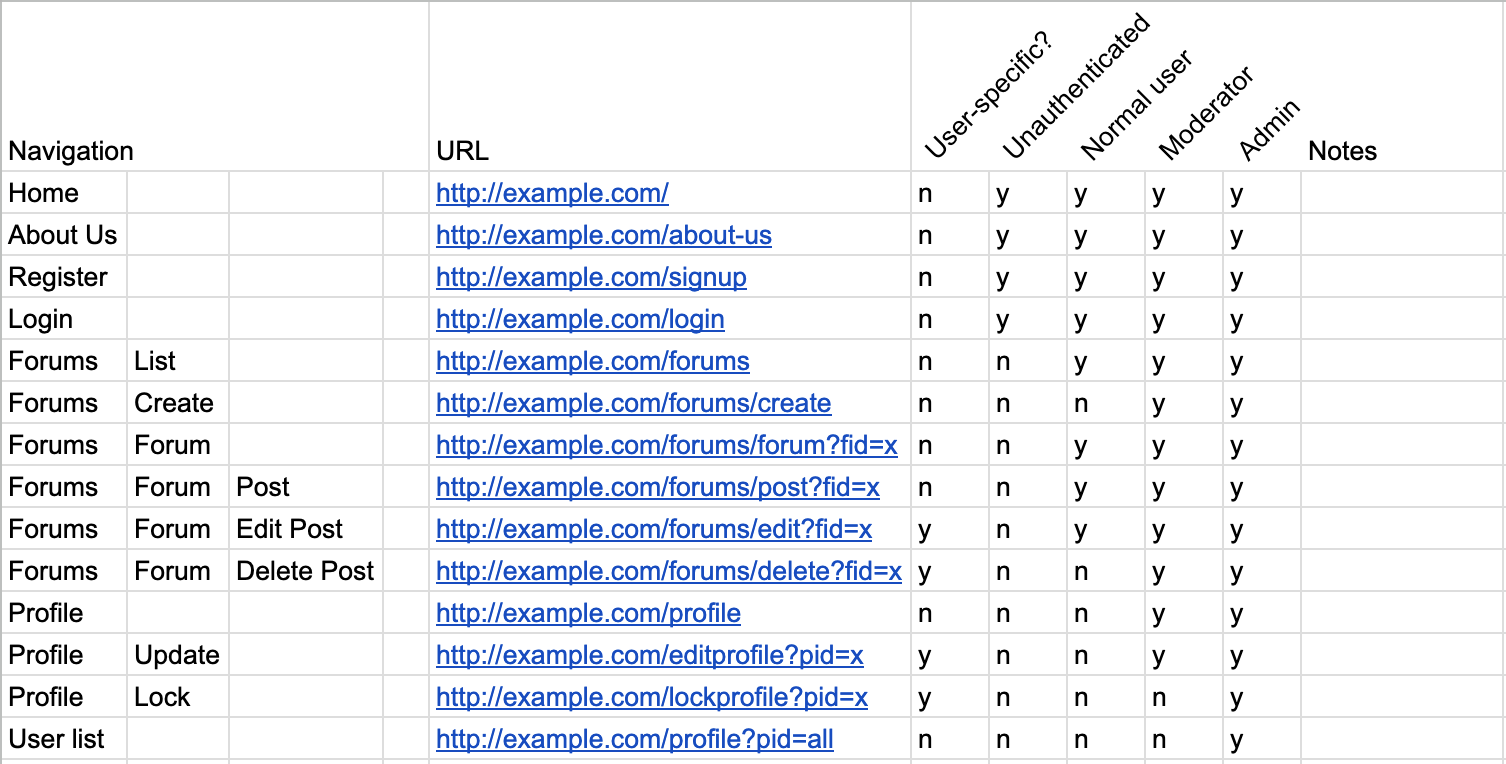 Navigation URL User-specific? Unauthenticated Normal user Moderator Admin Notes
Home http://example.com/ n y y y y
About Us http://example.com/about-us n y y y y
Register http://example.com/signup n y y y y
Login http://example.com/login n y y y y
Forums List http://example.com/forums n n y y y
Forums Create http://example.com/forums/create n n n y y
Forums Forum http://example.com/forums/forum?fid=x n n y y y
Forums Forum Post http://example.com/forums/post?fid=x n n y y y
Forums Forum Edit Post http://example.com/forums/edit?fid=x y n y y y
Forums Forum Delete Post http://example.com/forums/delete?fid=x y n n y y
Profile http://example.com/profile n n n y y
Profile Update http://example.com/editprofile?pid=x y n n y y
Profile Lock http://example.com/lockprofile?pid=x y n n n y
User list http://example.com/profile?pid=all n n n n y